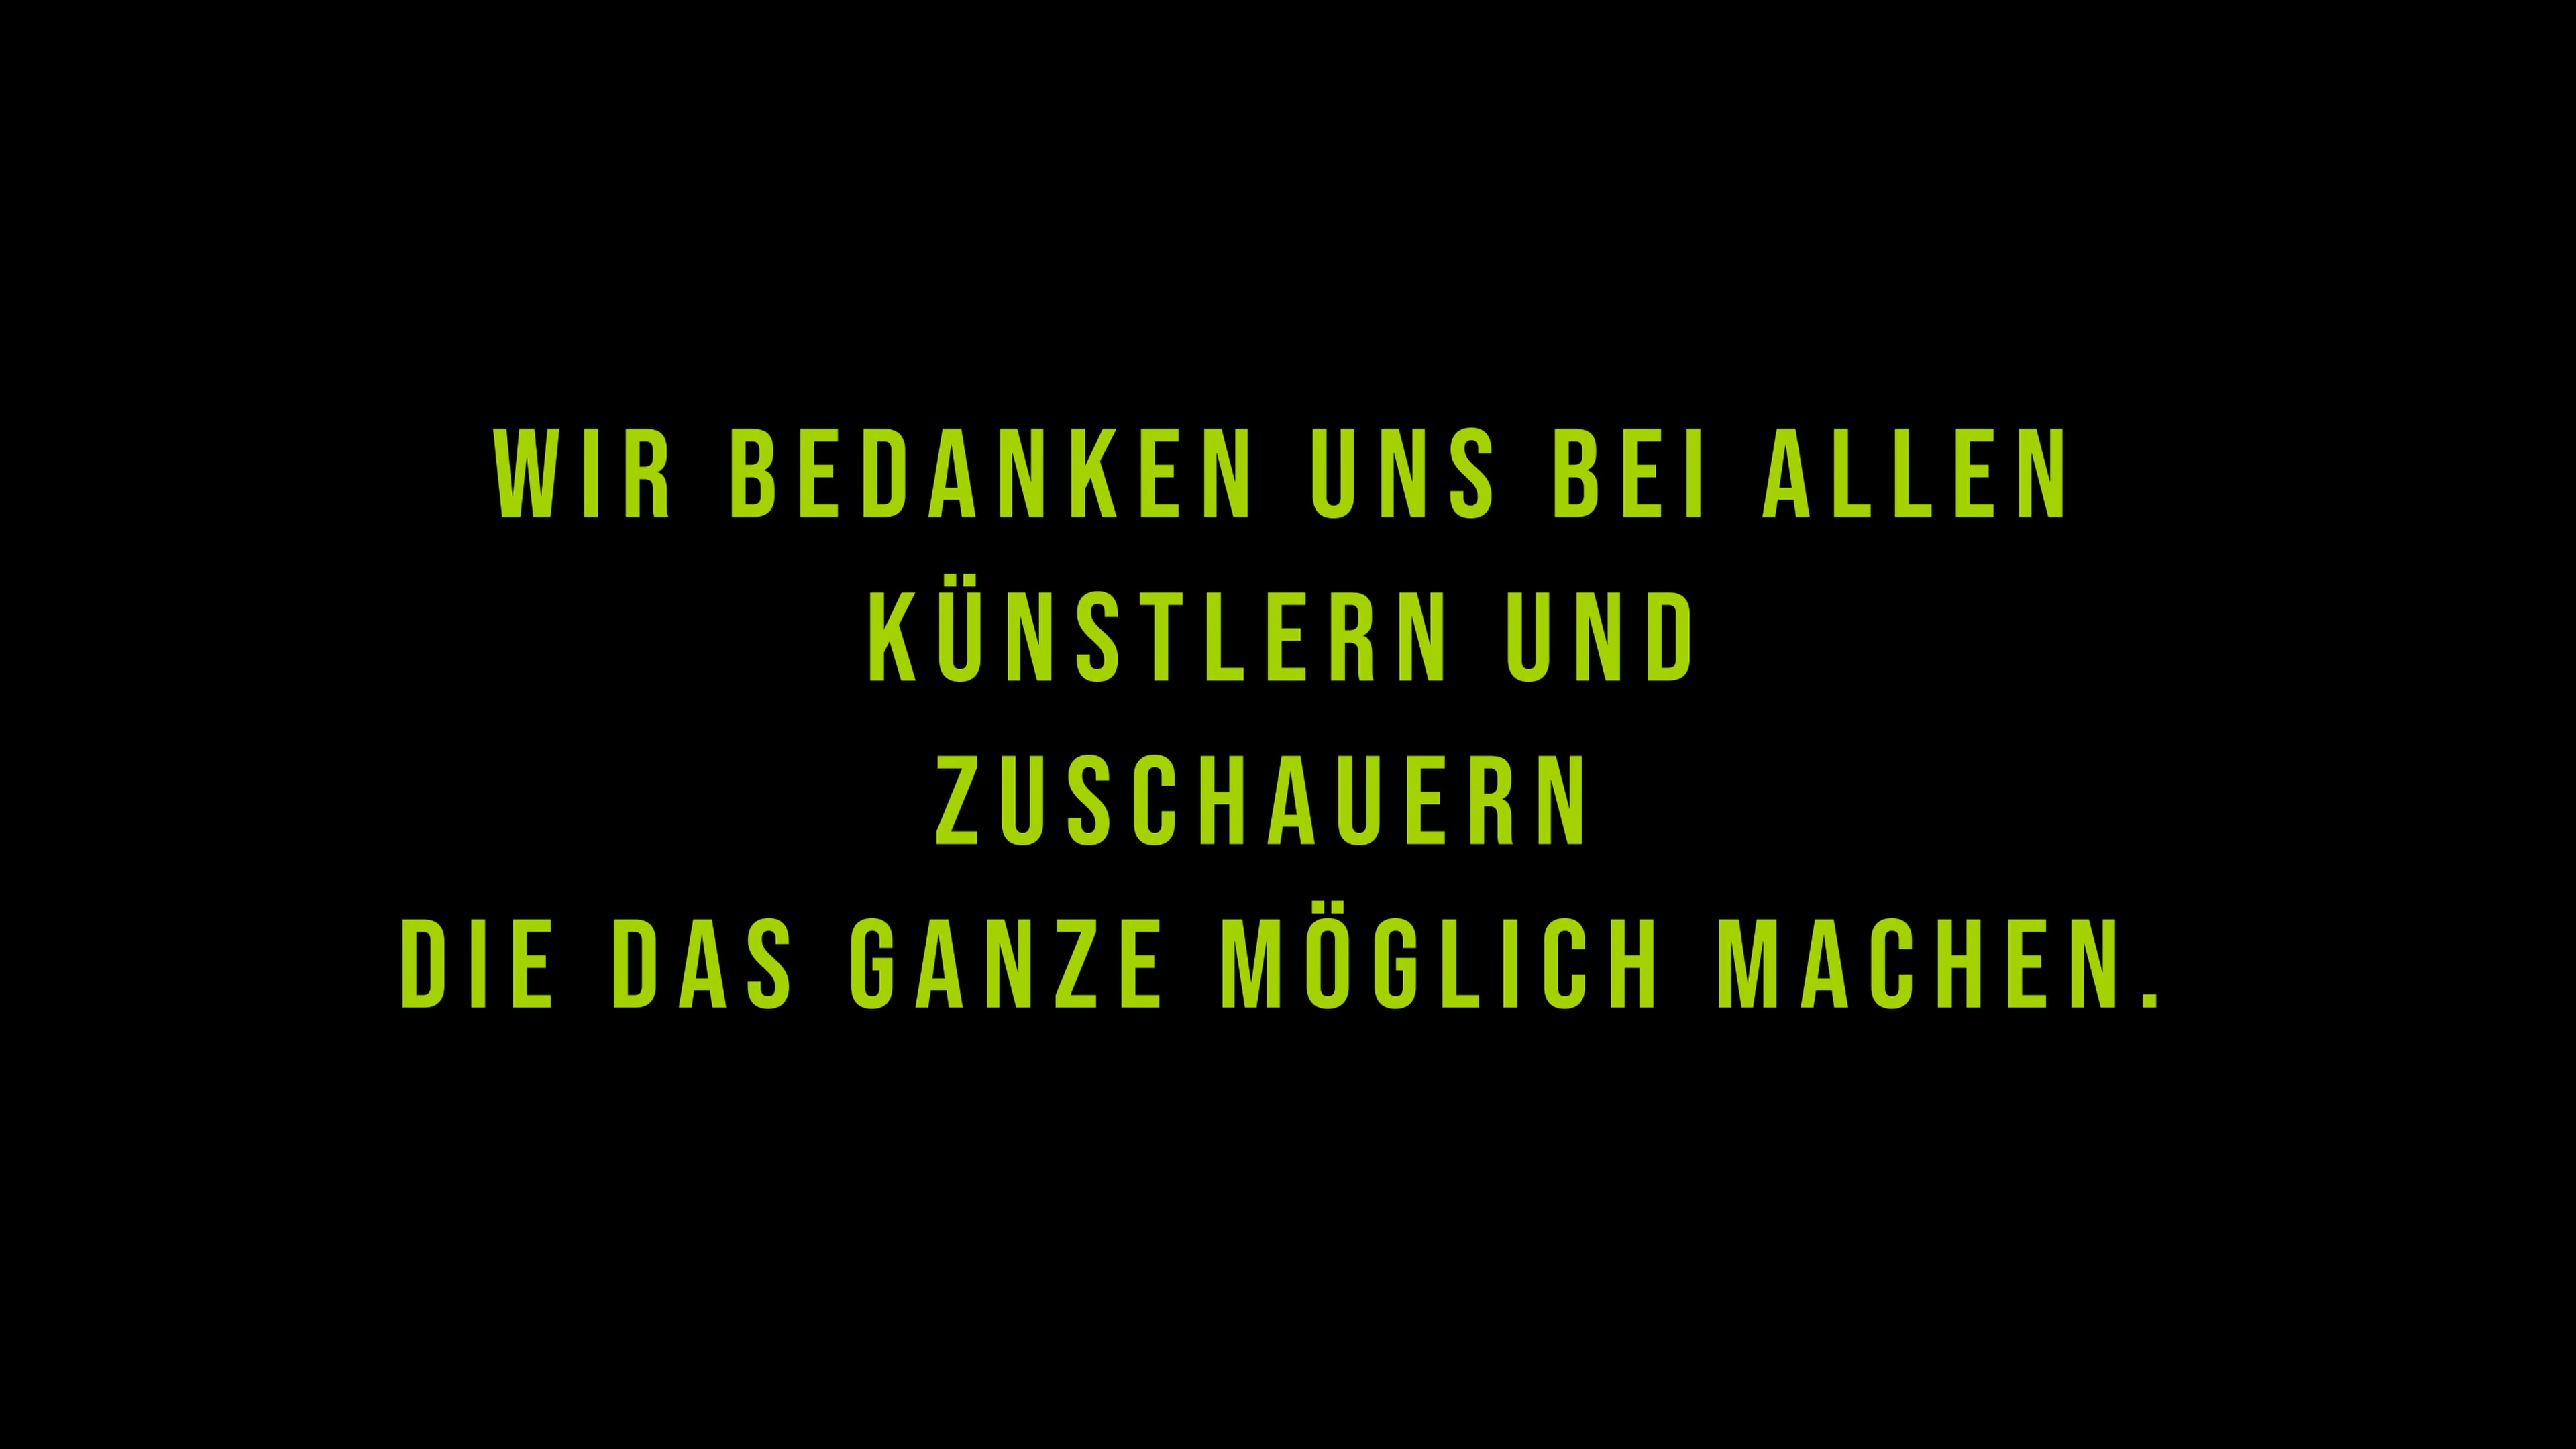 WIR BEDANKEN UNS BEI ALLEN
KÜNSTLERN UND
ZUSCHAUERN
DIE DAS GANZE MÖGLICH MACHEN.